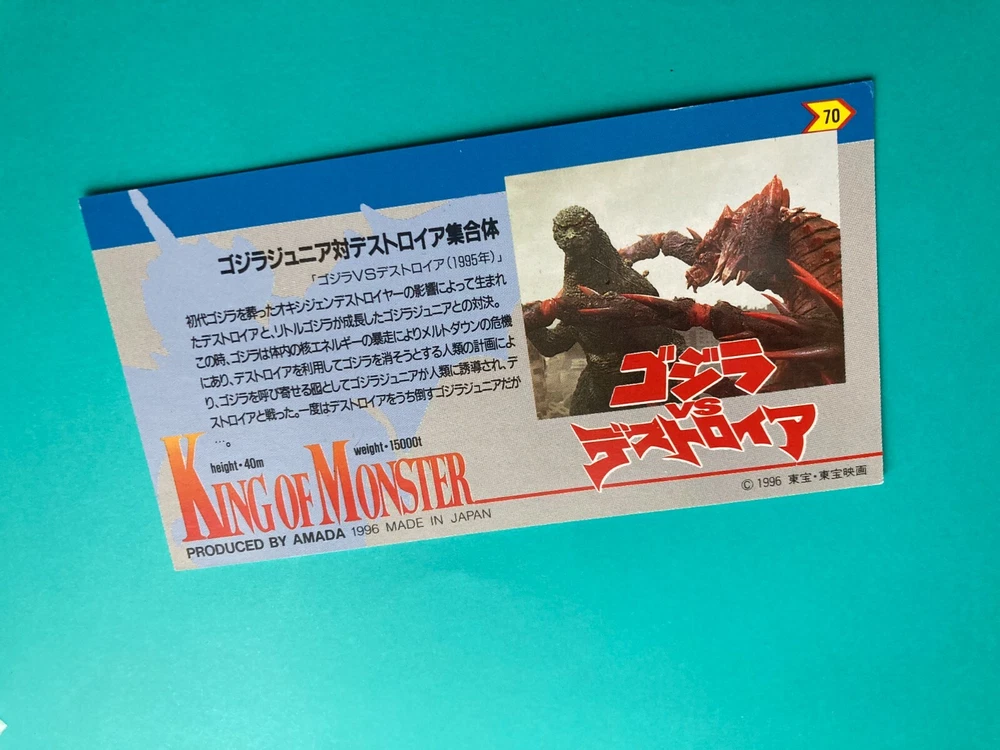 70
ゴジラジュニア対デストロイア集合体
「ゴジラVSデストロイア(1995年)」
初代ゴジラを葬ったオキシジェンデストロイヤーの影響によって生まれ
たデストロイアと、リトルゴジラが成長したゴジラジュニアとの対決。
この時、ゴジラは体内の核エネルギーの暴走によりメルトダウンの危機
にあり、デストロイアを利用してゴジラを消そうとする人類の計画によ
り、ゴジラを呼び寄せる囮としてゴジラジュニアが人類に誘導され、デ
ストロイアと戦った。一度はデストロイアをうち倒すゴジラジュニアだが
…。
height・40m weight・15000t
KING OF MONSTER
PRODUCED BY AMADA 1996 MADE IN JAPAN
ゴジラ
VS
デストロイア
© 1996 東宝・東宝映画